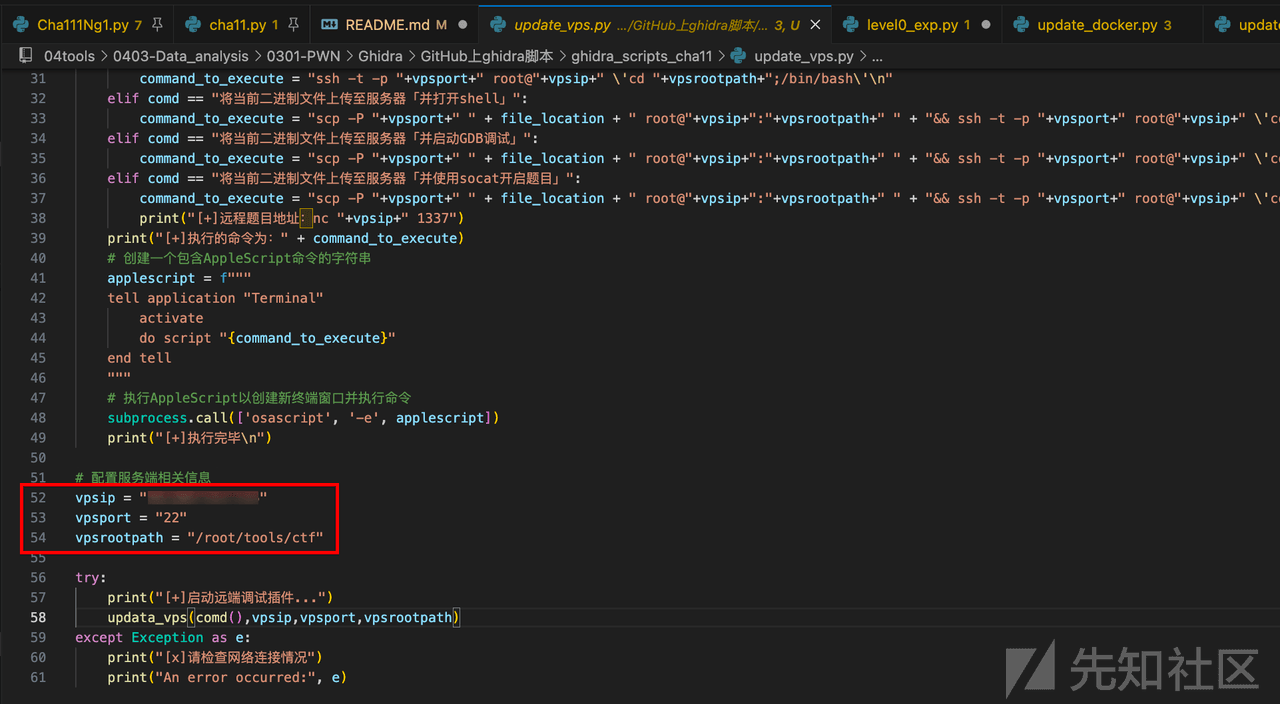 Cha111Ng1.py 7 cha11.py 1 README.md M update_vps.py .../GitHub上ghidra脚本/... 3, U level0_exp.py 1 update_docker.py 3
04tools > 0403-Data_analysis > 0301-PWN > Ghidra > GitHub上ghidra脚本 > ghidra_scripts_cha11 > update_vps.py > ...
31 command_to_execute = "ssh -t -p "+vpsport+" root@"+vpsip+" \'cd "+vpsrootpath+";/bin/bash\'\n"
32 elif comd == "将当前二进制文件上传至服务器「并打开shell」":
33 command_to_execute = "scp -P "+vpsport+" " + file_location + " root@"+vpsip+":"+vpsrootpath+" " + "&& ssh -t -p "+vpsport+" root@"+vpsip+" \'c
34 elif comd == "将当前二进制文件上传至服务器「并启动GDB调试」":
35 command_to_execute = "scp -P "+vpsport+" " + file_location + " root@"+vpsip+":"+vpsrootpath+" " + "&& ssh -t -p "+vpsport+" root@"+vpsip+" \'c
36 elif comd == "将当前二进制文件上传至服务器「并使用socat开启题目」":
37 command_to_execute = "scp -P "+vpsport+" " + file_location + " root@"+vpsip+":"+vpsrootpath+" " + "&& ssh -t -p "+vpsport+" root@"+vpsip+" \'c
38 print("[+]远程题目地址：nc "+vpsip+" 1337")
39 print("[+]执行的命令为：" + command_to_execute)
40 # 创建一个包含AppleScript命令的字符串
41 applescript = f"""
42 tell application "Terminal"
43 activate
44 do script "{command_to_execute}"
45 end tell
46 """
47 # 执行AppleScript以创建新终端窗口并执行命令
48 subprocess.call(['osascript', '-e', applescript])
49 print("[+]执行完毕\n")
50
51 # 配置服务端相关信息
52 vpsip = " "
53 vpsport = "22"
54 vpsrootpath = "/root/tools/ctf"
55
56 try:
57 print("[+]启动远端调试插件...")
58 updata_vps(comd(),vpsip,vpsport,vpsrootpath)
59 except Exception as e:
60 print("[x]请检查网络连接情况")
61 print("An error occurred:", e)
先知社区